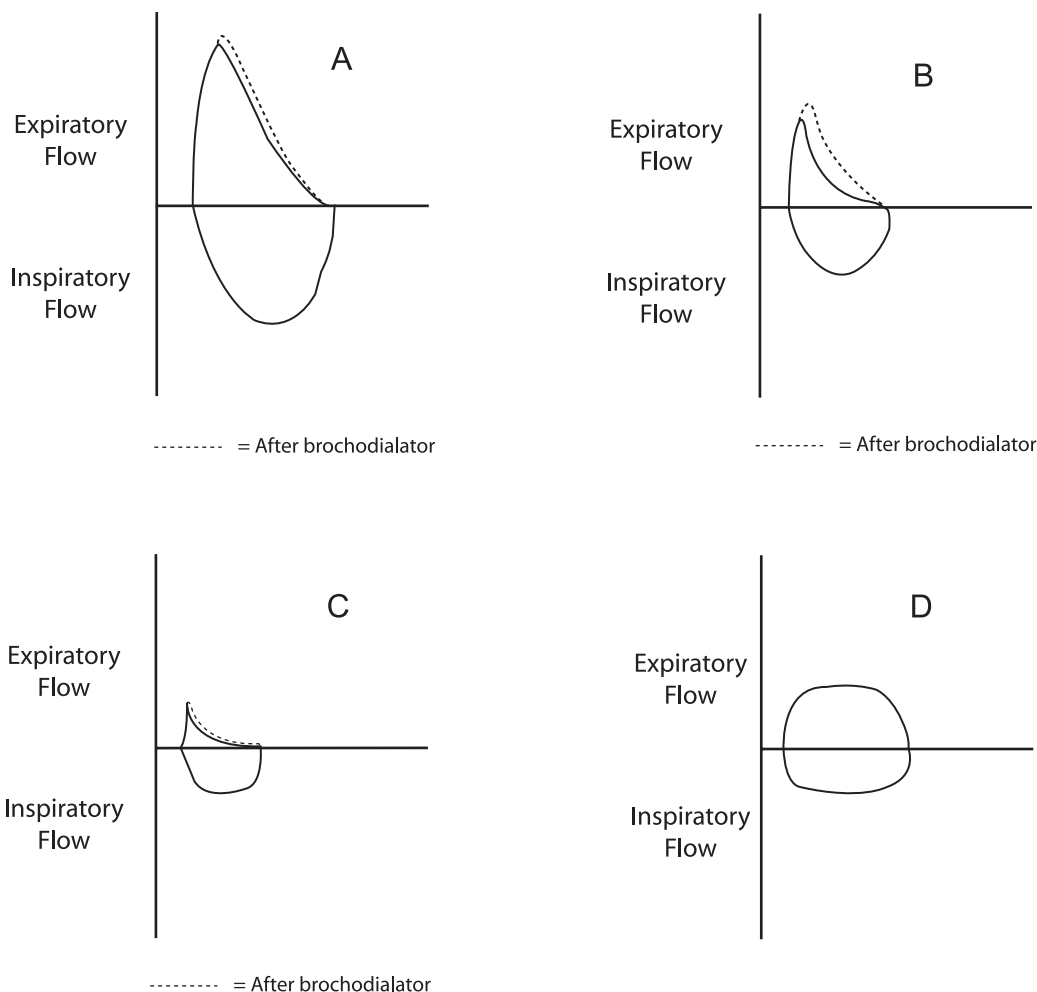 A
Expiratory
Flow
Inspiratory
Flow
= After brochodialator
B
Expiratory
Flow
Inspiratory
Flow
= After brochodialator
C
Expiratory
Flow
Inspiratory
Flow
= After brochodialator
D
Expiratory
Flow
Inspiratory
Flow